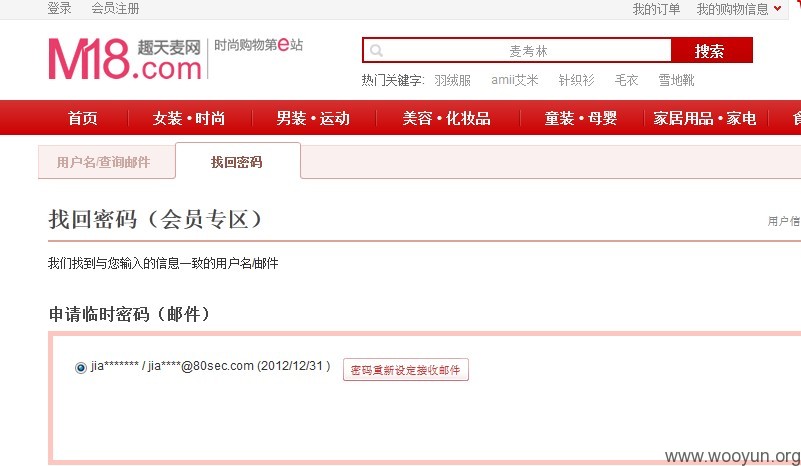 登录 会员注册 我的订单 我的购物信息
M18.com 趣天麦网 时尚购物第e站
麦考林 搜索
热门关键字: 羽绒服 amii艾米 针织衫 毛衣 雪地靴
首页 女装•时尚 男装•运动 美容•化妆品 童装•母婴 家居用品•家电 食
用户名/查询邮件 找回密码
找回密码（会员专区） 用户信
我们找到与您输入的信息一致的用户名/邮件
申请临时密码（邮件）
jia******* / jia****@80sec.com (2012/12/31 ) 密码重新设定接收邮件
www.wooyun.org